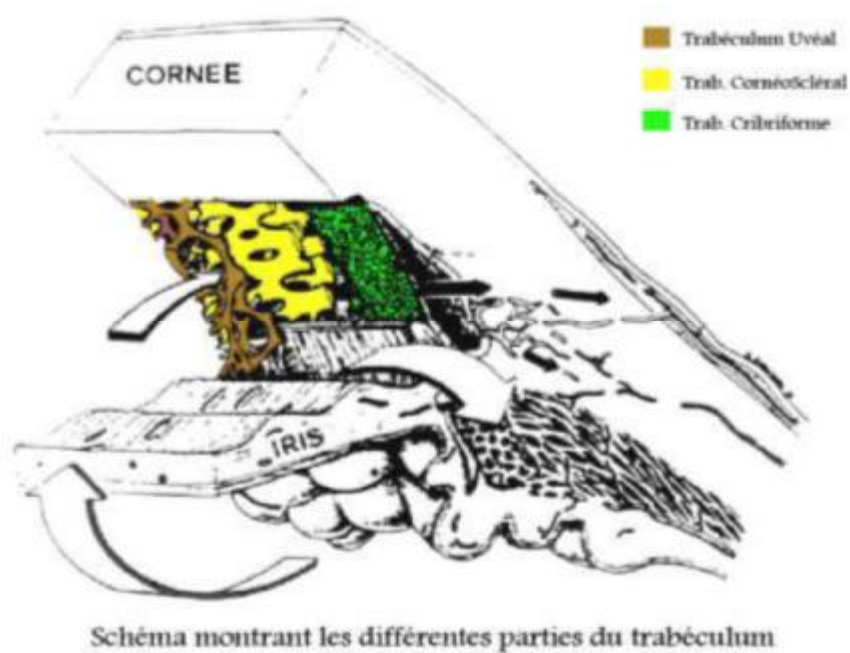 CORNEE
Trabéculum Uvéal
Trab. CornéoScléral
Trab. Cribriforme
IRIS
Schéma montrant les différentes parties du trabéculum